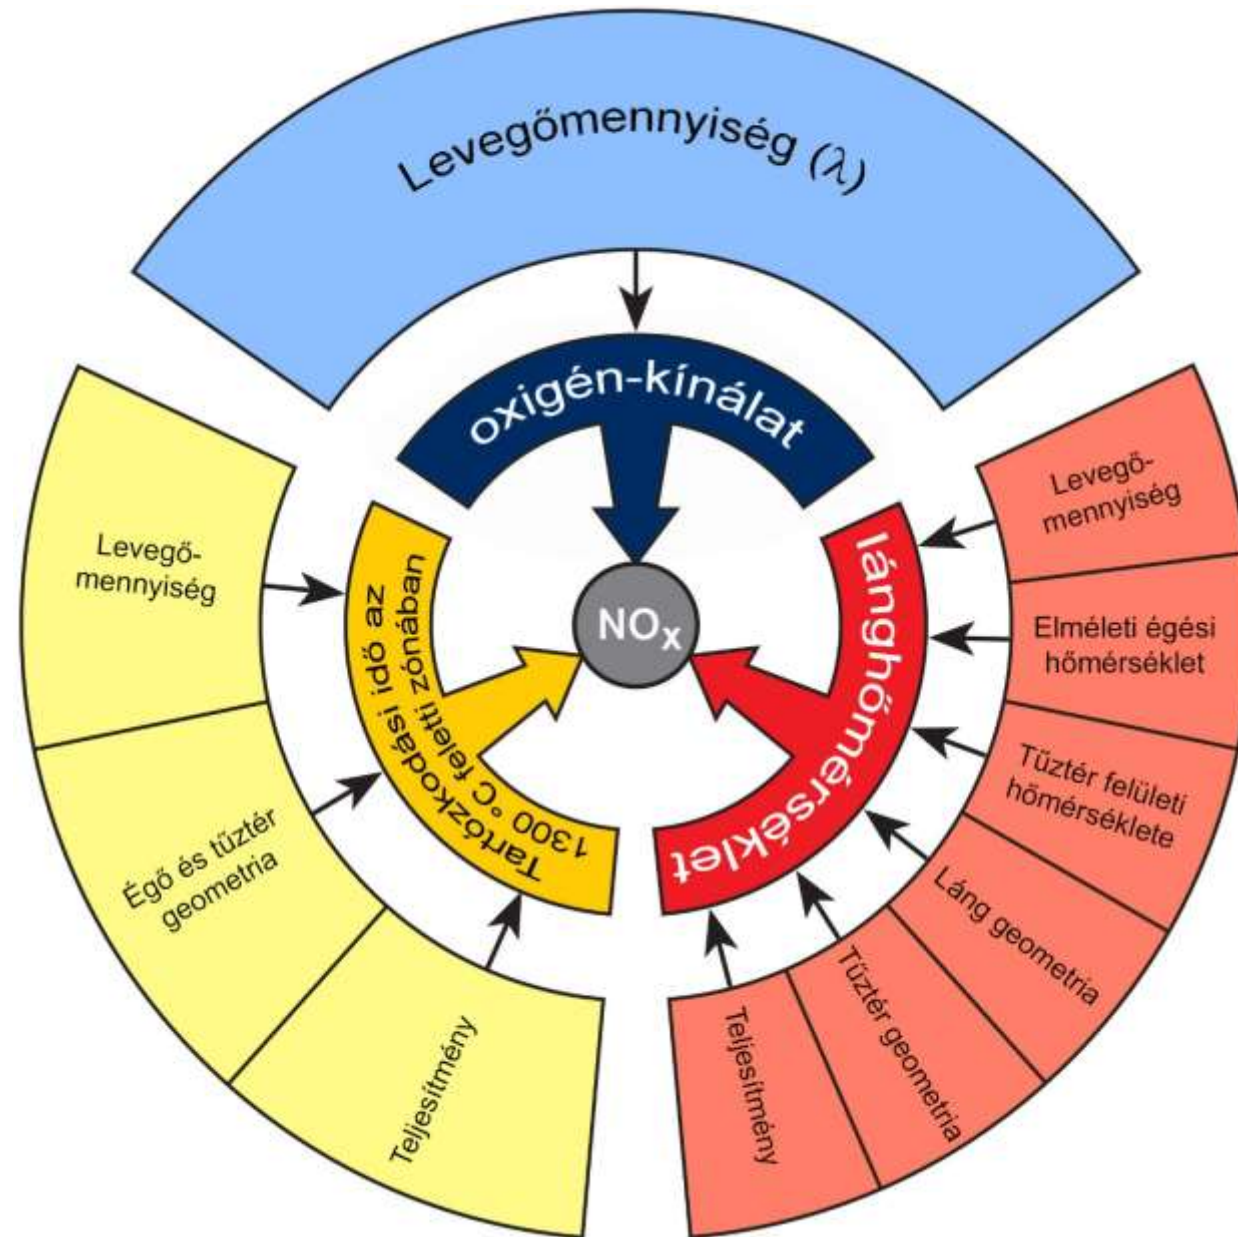 Levegőmennyiség (λ)
oxigén-kínálat
NOx
Levegő-
mennyiség
Égő és tűztér
geometria
Teljesítmény
Tartózkodási idő az
1300 °C feletti zónában
lánghőmérséklet
Levegő-
mennyiség
Elméleti égési
hőmérséklet
Tűztér felületi
hőmérséklete
Láng geometria
Tűztér geometria
Teljesítmény